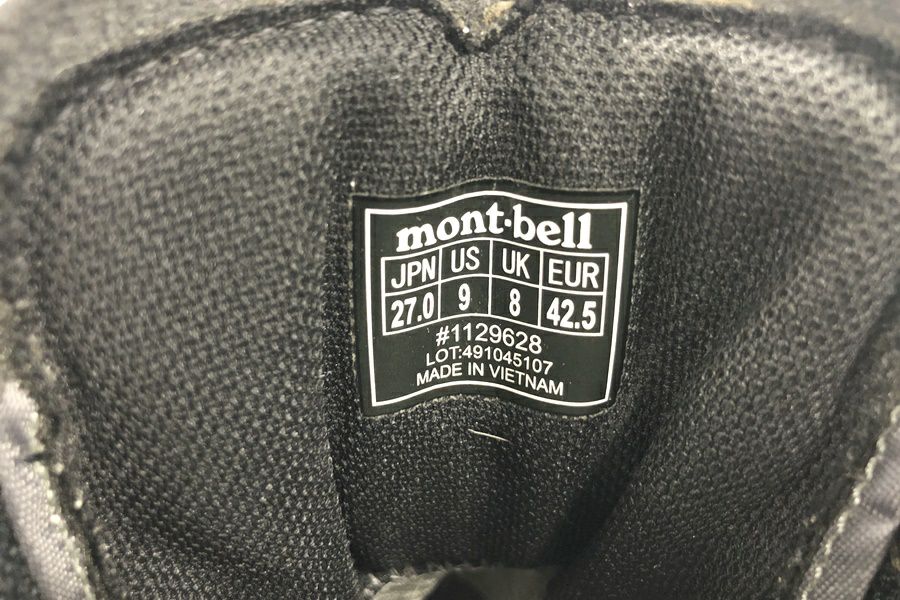 mont·bell
JPN US UK EUR
27.0 9 8 42.5
#1129628
LOT:491045107
MADE IN VIETNAM